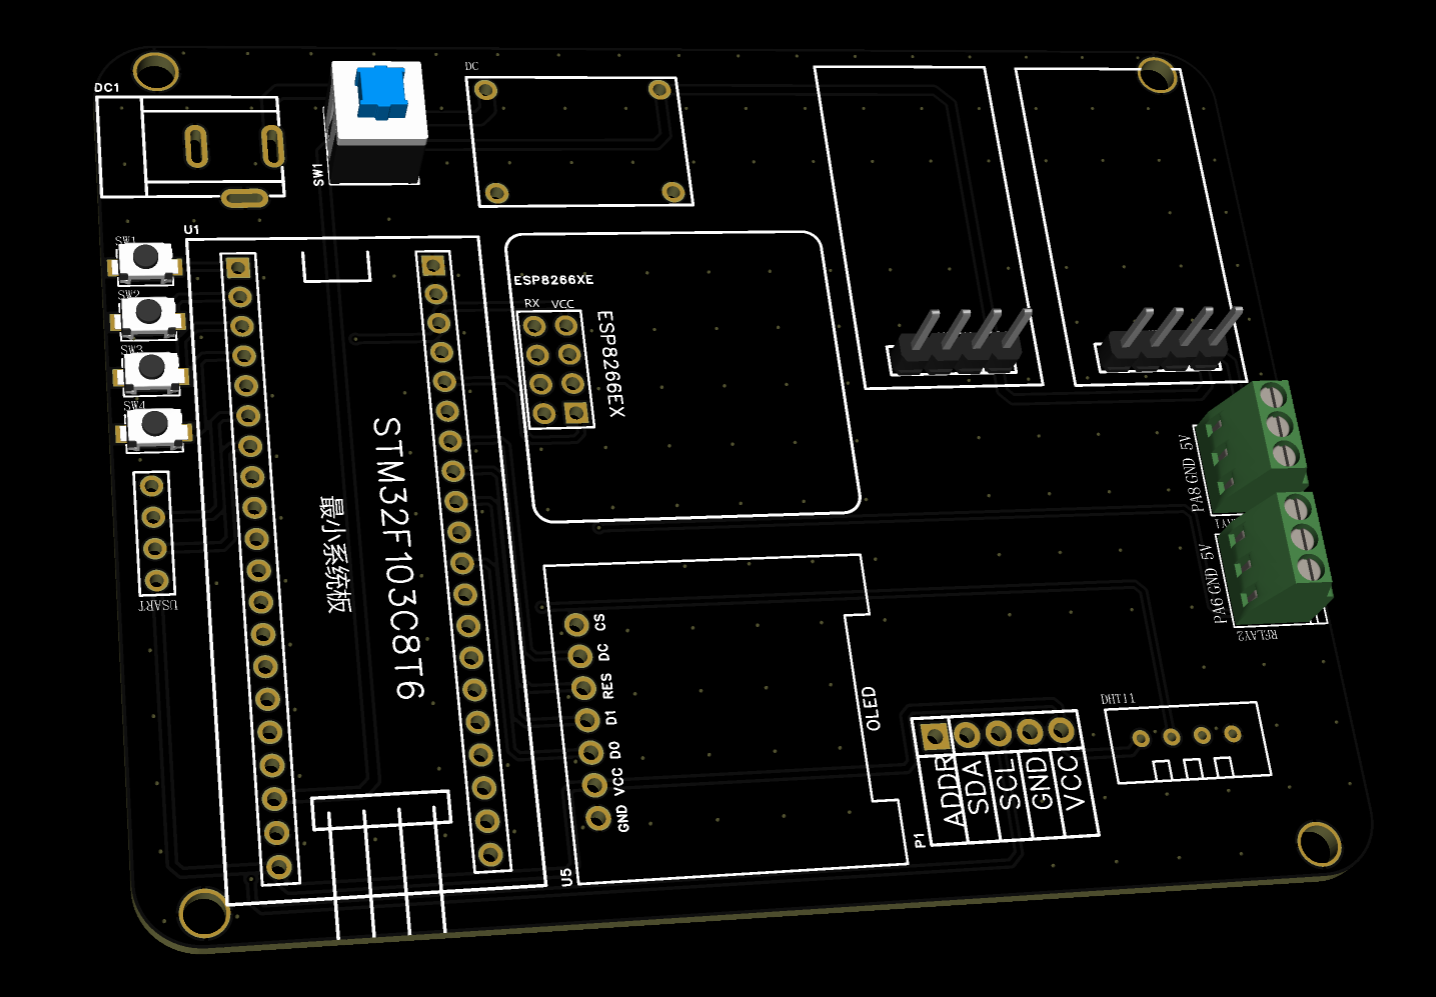 DC1
SW1
DC
U1
SW1
SW2
SW3
SW4
USART
STM32F103C8T6
最小系统板
ESP8266XE
RX VCC
ESP8266EX
CS
DC
RES
D1
D0
VCC
GND
U5
OLED
P1
ADDR
SDA
SCL
GND
VCC
DHT11
PA8 GND 5V
PA6 GND 5V
RELAY2